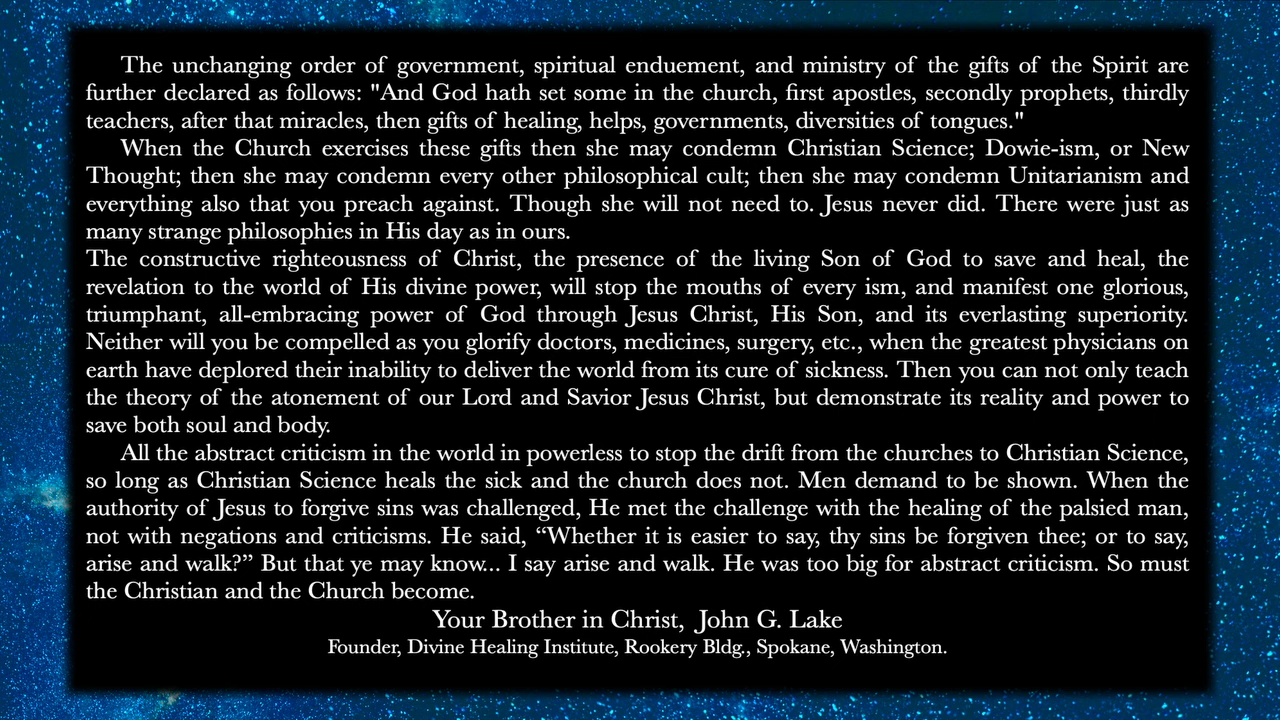 The unchanging order of government, spiritual enduement, and ministry of the gifts of the Spirit are
further declared as follows: "And God hath set some in the church, first apostles, secondly prophets, thirdly
teachers, after that miracles, then gifts of healing, helps, governments, diversities of tongues."
When the Church exercises these gifts then she may condemn Christian Science; Dowie-ism, or New
Thought; then she may condemn every other philosophical cult; then she may condemn Unitarianism and
everything also that you preach against. Though she will not need to. Jesus never did. There were just as
many strange philosophies in His day as in ours.
The constructive righteousness of Christ, the presence of the living Son of God to save and heal, the
revelation to the world of His divine power, will stop the mouths of every ism, and manifest one glorious,
triumphant, all-embracing power of God through Jesus Christ, His Son, and its everlasting superiority.
Neither will you be compelled as you glorify doctors, medicines, surgery, etc., when the greatest physicians on
earth have deplored their inability to deliver the world from its cure of sickness. Then you can not only teach
the theory of the atonement of our Lord and Savior Jesus Christ, but demonstrate its reality and power to
save both soul and body.
All the abstract criticism in the world in powerless to stop the drift from the churches to Christian Science,
so long as Christian Science heals the sick and the church does not. Men demand to be shown. When the
authority of Jesus to forgive sins was challenged, He met the challenge with the healing of the palsied man,
not with negations and criticisms. He said, “Whether it is easier to say, thy sins be forgiven thee; or to say,
arise and walk?” But that ye may know... I say arise and walk. He was too big for abstract criticism. So must
the Christian and the Church become.
Your Brother in Christ, John G. Lake
Founder, Divine Healing Institute, Rookery Bldg., Spokane, Washington.